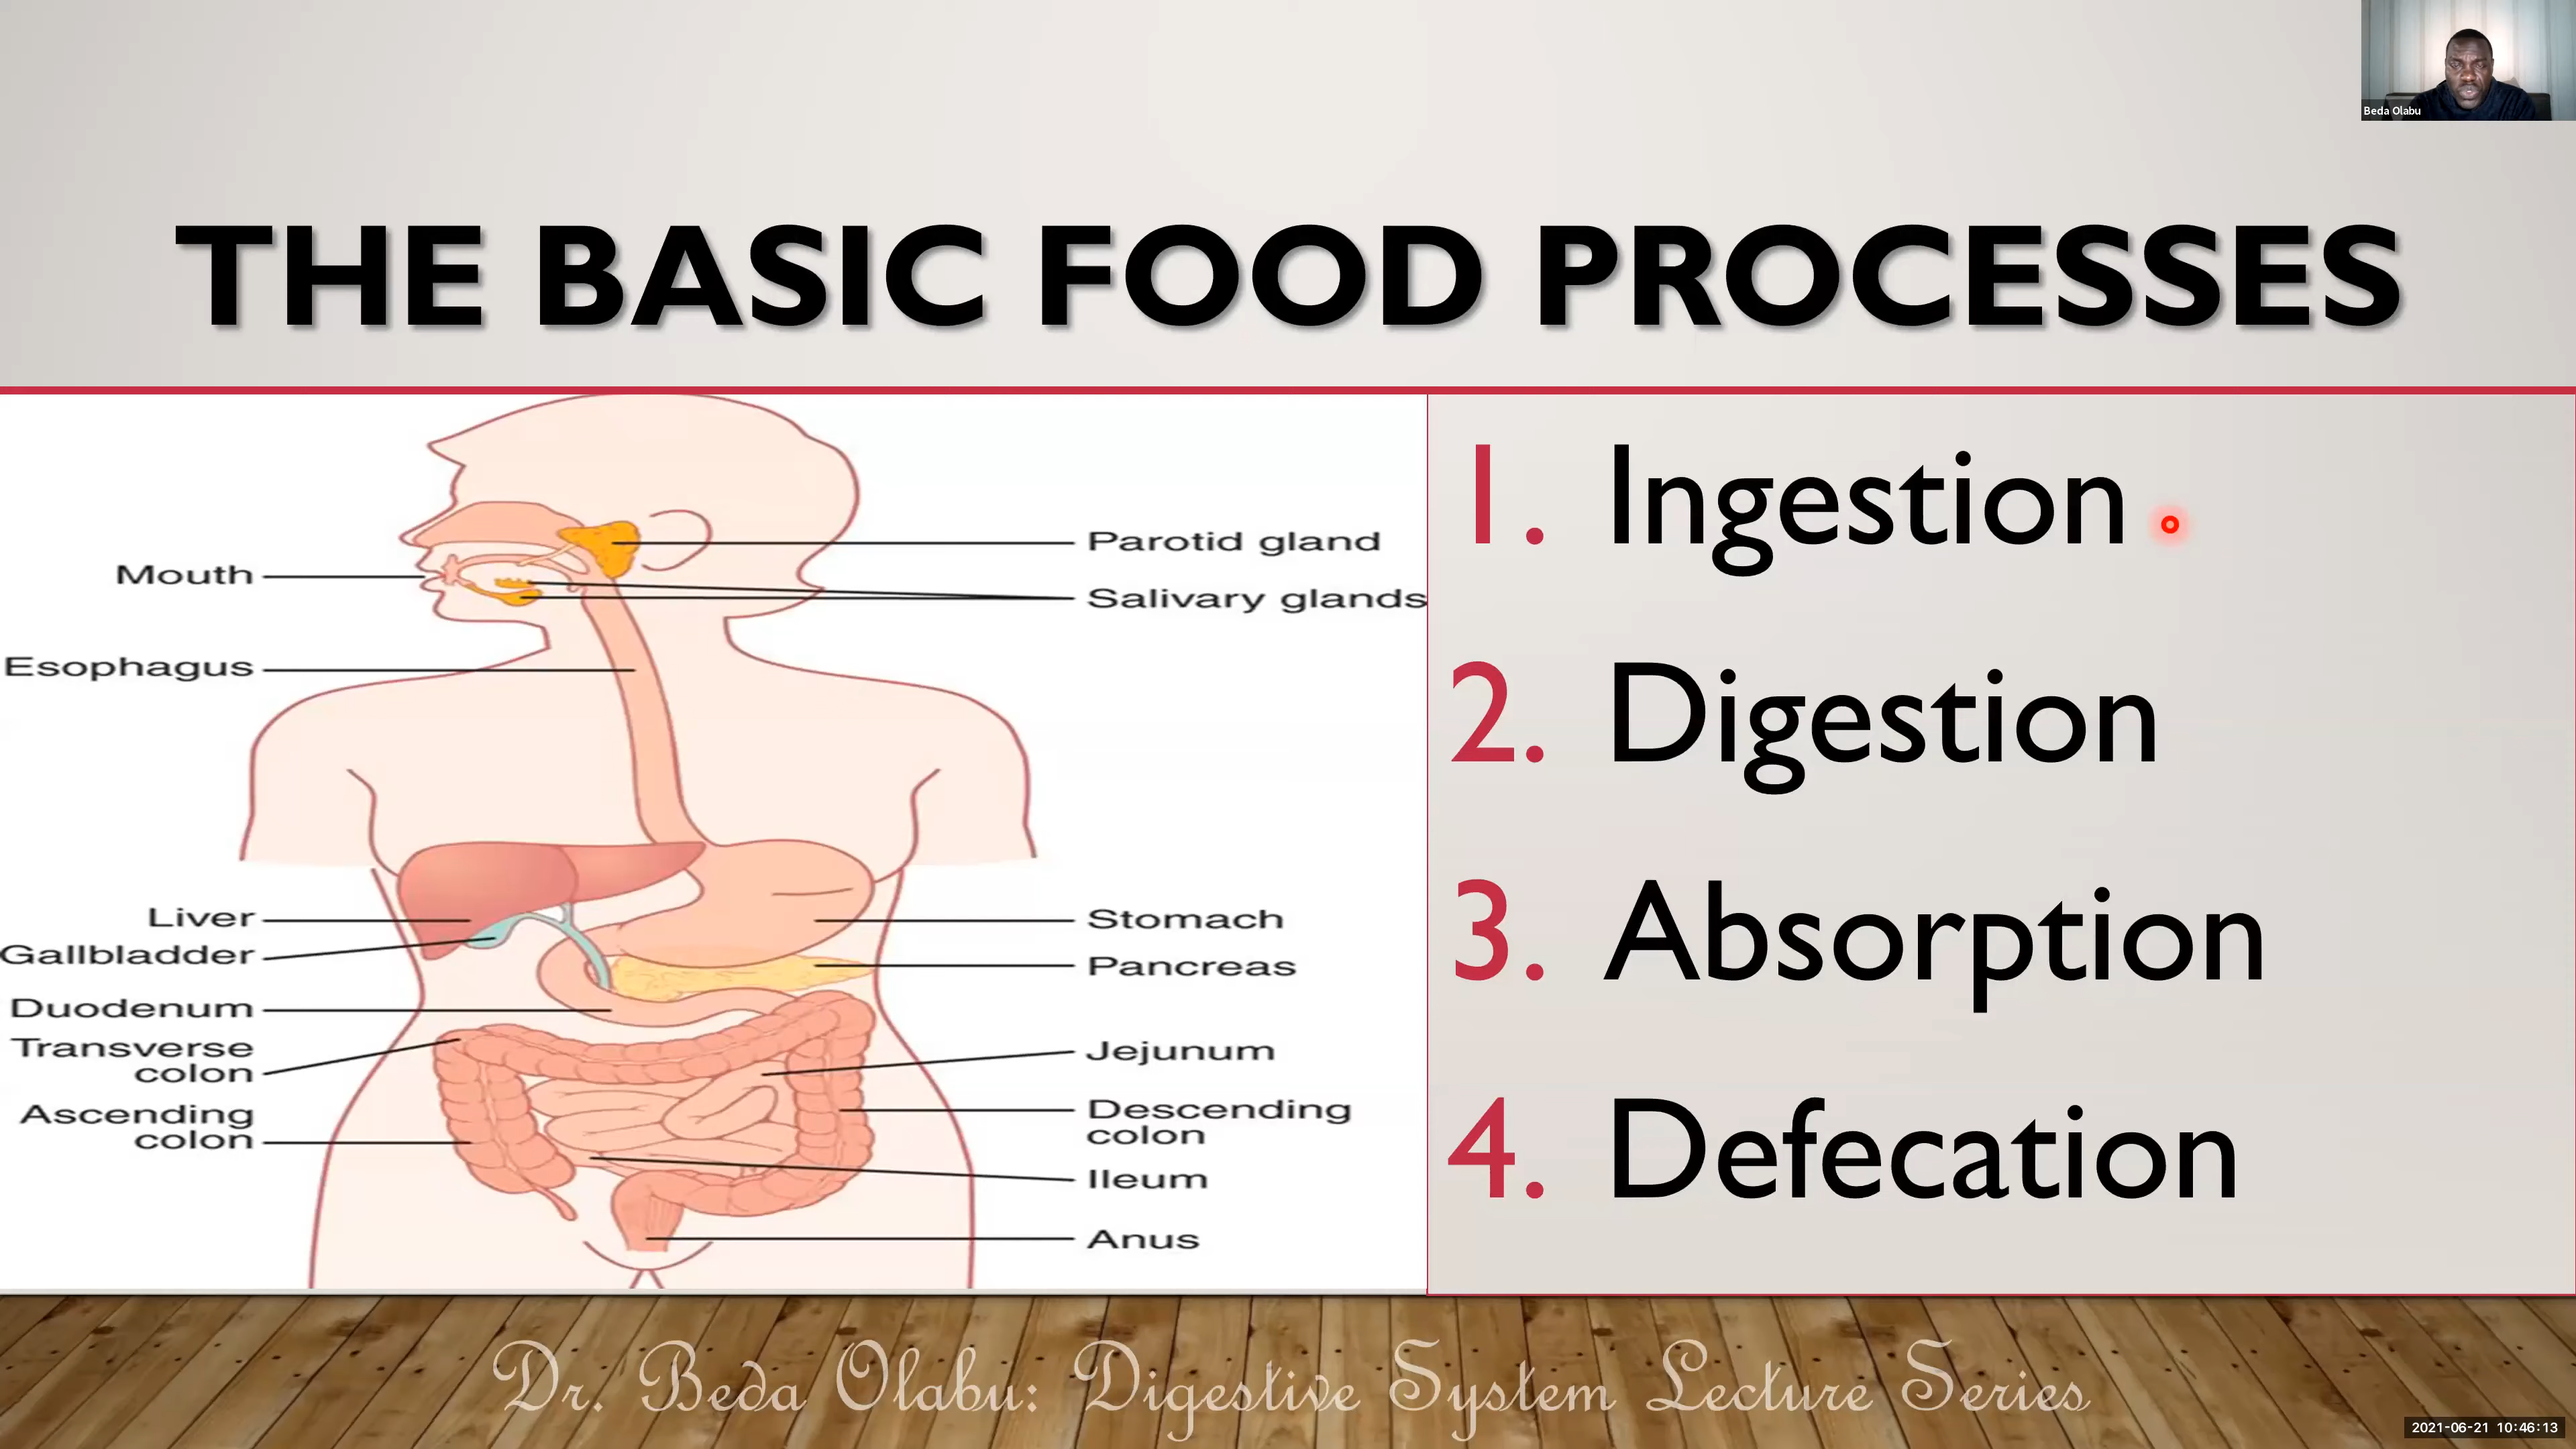 Beda Olabu
THE BASIC FOOD PROCESSES
Mouth
Esophagus
Liver
Gallbladder
Duodenum
Transverse
colon
Ascending
colon
Parotid gland
Salivary glands
Stomach
Pancreas
Jejunum
Descending
colon
Ileum
Anus
1. Ingestion
2. Digestion
3. Absorption
4. Defecation
Dr. Beda Olabu: Digestive System Lecture Series
2021-06-21 10:46:13